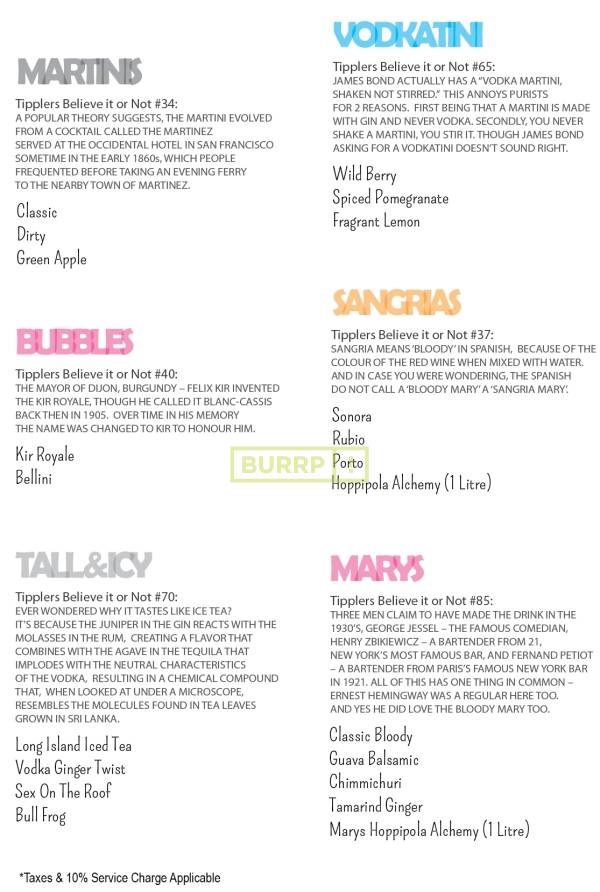 MARTINIS
Tipplers Believe it or Not #34:
A POPULAR THEORY SUGGESTS, THE MARTINI EVOLVED
FROM A COCKTAIL CALLED THE MARTINEZ
SERVED AT THE OCCIDENTAL HOTEL IN SAN FRANCISCO
SOMETIME IN THE EARLY 1860s, WHICH PEOPLE
FREQUENTED BEFORE TAKING AN EVENING FERRY
TO THE NEARBY TOWN OF MARTINEZ.
Classic
Dirty
Green Apple
BUBBLES
Tipplers Believe it or Not #40:
THE MAYOR OF DIJON, BURGUNDY – FELIX KIR INVENTED
THE KIR ROYALE, THOUGH HE CALLED IT BLANC-CASSIS
BACK THEN IN 1905. OVER TIME IN HIS MEMORY
THE NAME WAS CHANGED TO KIR TO HONOUR HIM.
Kir Royale
Bellini
TALL&ICY
Tipplers Believe it or Not #70:
EVER WONDERED WHY IT TASTES LIKE ICE TEA?
IT'S BECAUSE THE JUNIPER IN THE GIN REACTS WITH THE
MOLASSES IN THE RUM, CREATING A FLAVOR THAT
COMBINES WITH THE AGAVE IN THE TEQUILA THAT
IMPLODES WITH THE NEUTRAL CHARACTERISTICS
OF THE VODKA, RESULTING IN A CHEMICAL COMPOUND
THAT, WHEN LOOKED AT UNDER A MICROSCOPE,
RESEMBLES THE MOLECULES FOUND IN TEA LEAVES
GROWN IN SRI LANKA.
Long Island Iced Tea
Vodka Ginger Twist
Sex On The Roof
Bull Frog
VODKATINI
Tipplers Believe it or Not #65:
JAMES BOND ACTUALLY HAS A "VODKA MARTINI,
SHAKEN NOT STIRRED." THIS ANNOYS PURISTS
FOR 2 REASONS. FIRST BEING THAT A MARTINI IS MADE
WITH GIN AND NEVER VODKA. SECONDLY, YOU NEVER
SHAKE A MARTINI, YOU STIR IT. THOUGH JAMES BOND
ASKING FOR A VODKATINI DOESN'T SOUND RIGHT.
Wild Berry
Spiced Pomegranate
Fragrant Lemon
SANGRIAS
Tipplers Believe it or Not #37:
SANGRIA MEANS 'BLOODY' IN SPANISH, BECAUSE OF THE
COLOUR OF THE RED WINE WHEN MIXED WITH WATER.
AND IN CASE YOU WERE WONDERING, THE SPANISH
DO NOT CALL A 'BLOODY MARY' A 'SANGRIA MARY'.
Sonora
Rubio
Porto
Hoppipola Alchemy (1 Litre)
BURRP!
MARYS
Tipplers Believe it or Not #85:
THREE MEN CLAIM TO HAVE MADE THE DRINK IN THE
1930'S, GEORGE JESSEL – THE FAMOUS COMEDIAN,
HENRY ZBIKIEWICZ – A BARTENDER FROM 21,
NEW YORK'S MOST FAMOUS BAR, AND FERNAND PETIOT
– A BARTENDER FROM PARIS'S FAMOUS NEW YORK BAR
IN 1921. ALL OF THIS HAS ONE THING IN COMMON –
ERNEST HEMINGWAY WAS A REGULAR HERE TOO.
AND YES HE DID LOVE THE BLOODY MARY TOO.
Classic Bloody
Guava Balsamic
Chimmichuri
Tamarind Ginger
Marys Hoppipola Alchemy (1 Litre)
*Taxes & 10% Service Charge Applicable